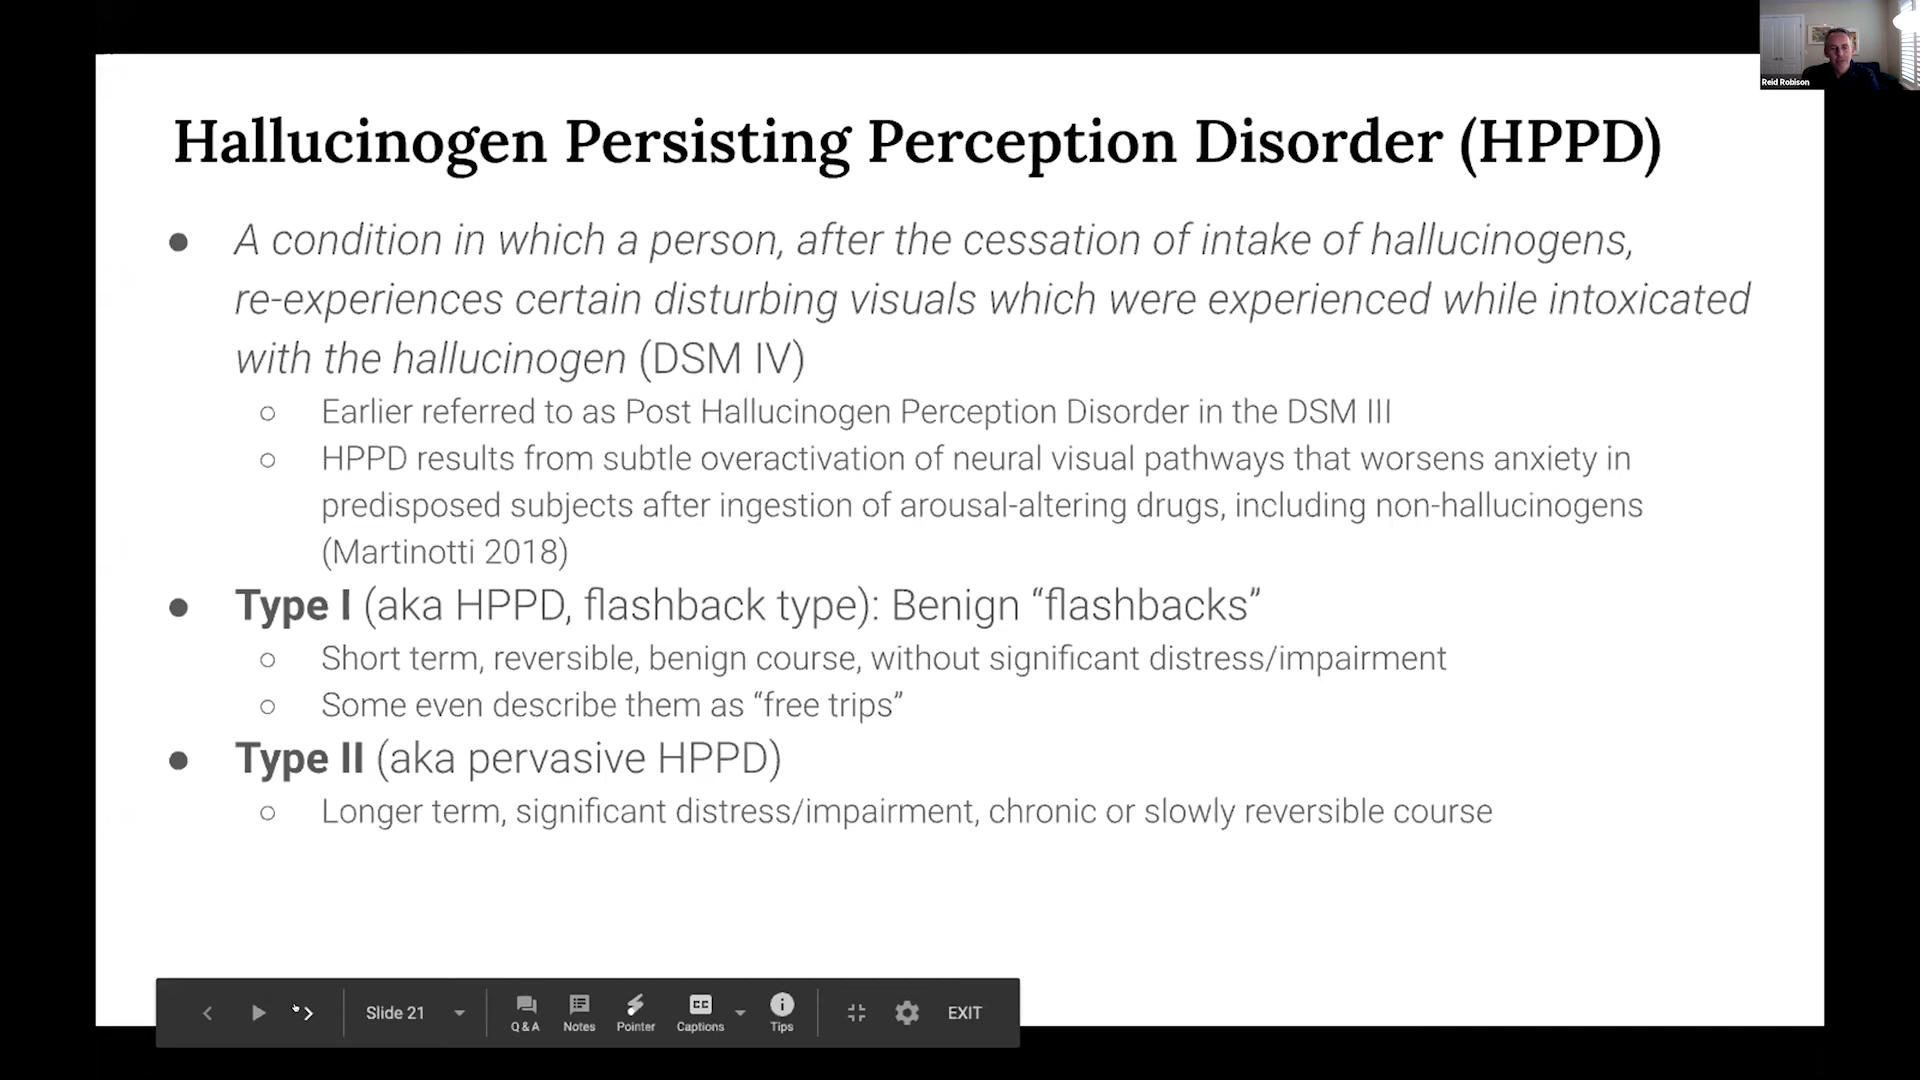 Reid Robison
Hallucinogen Persisting Perception Disorder (HPPD)
● A condition in which a person, after the cessation of intake of hallucinogens,
re-experiences certain disturbing visuals which were experienced while intoxicated
with the hallucinogen (DSM IV)
○ Earlier referred to as Post Hallucinogen Perception Disorder in the DSM III
○ HPPD results from subtle overactivation of neural visual pathways that worsens anxiety in
predisposed subjects after ingestion of arousal-altering drugs, including non-hallucinogens
(Martinotti 2018)
● Type I (aka HPPD, flashback type): Benign “flashbacks”
○ Short term, reversible, benign course, without significant distress/impairment
○ Some even describe them as “free trips”
● Type II (aka pervasive HPPD)
○ Longer term, significant distress/impairment, chronic or slowly reversible course
Slide 21 Q & A Notes Pointer CC Captions Tips EXIT